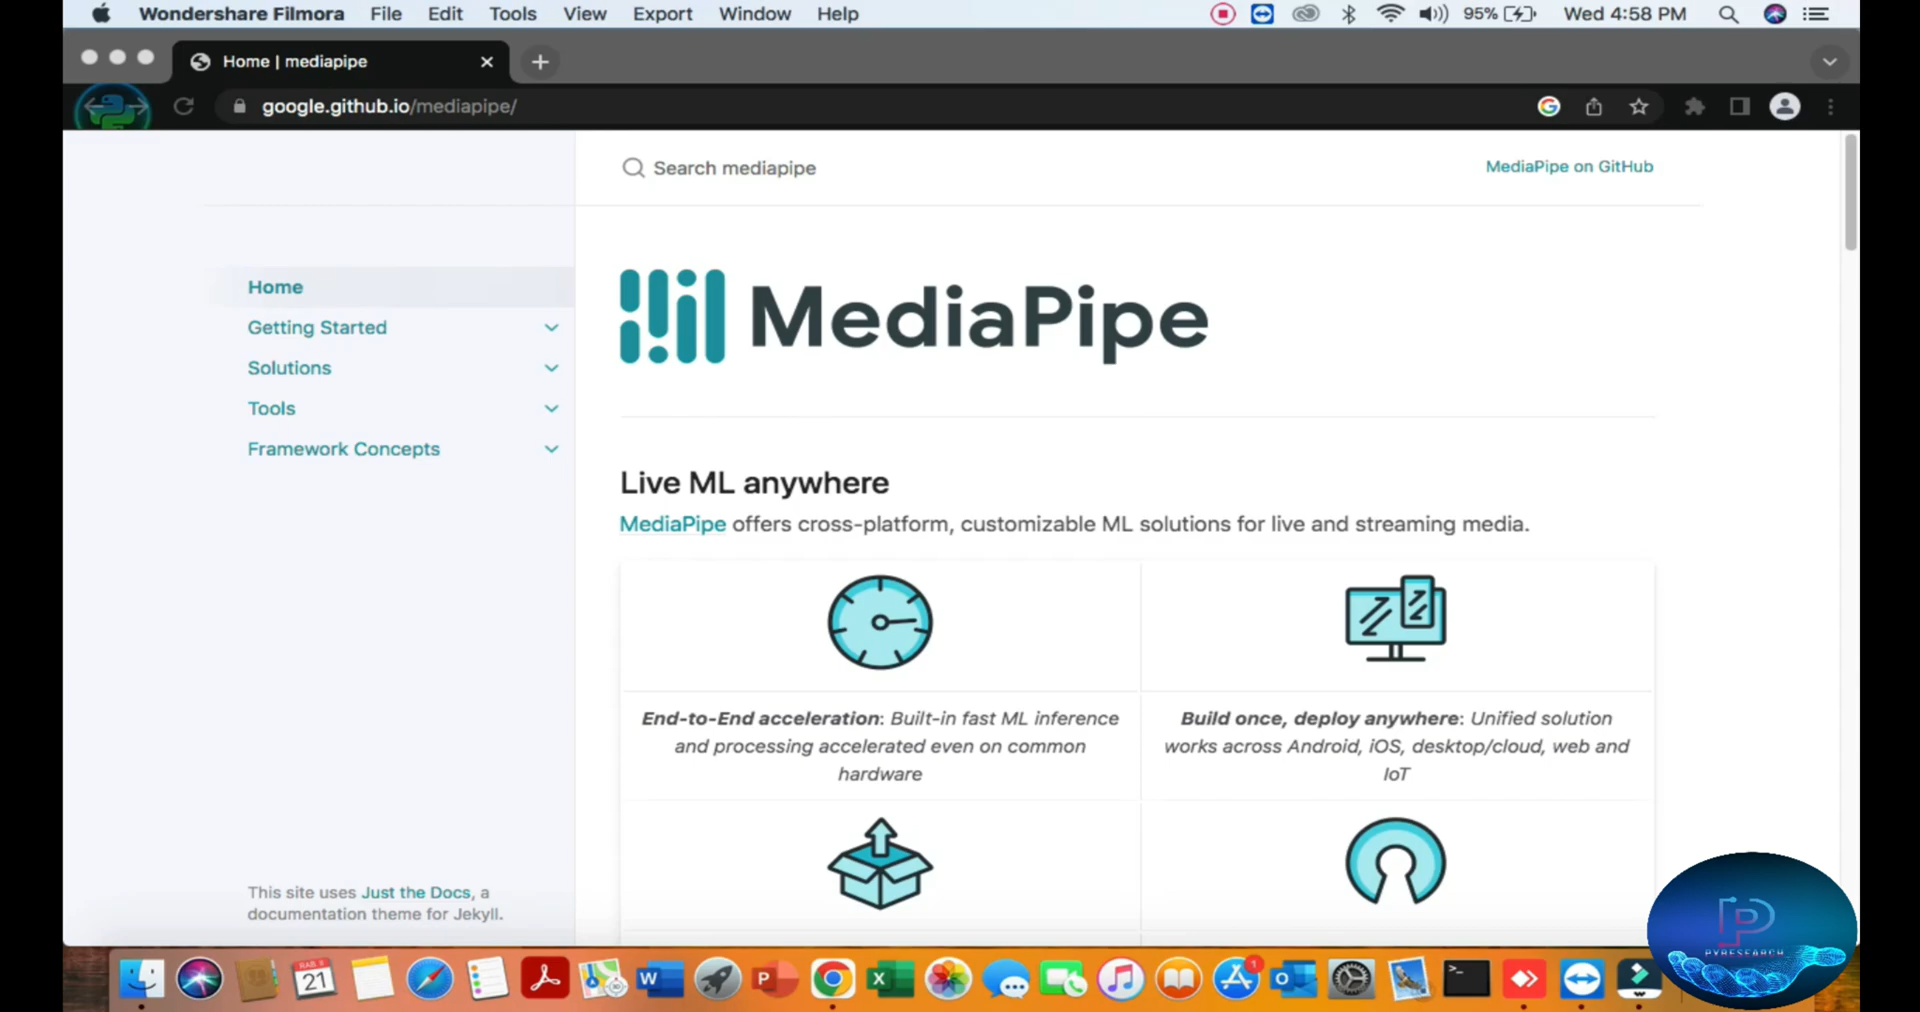 Wondershare Filmora File Edit Tools View Export Window Help 95% Wed 4:58 PM
Home | mediapipe
google.github.io/mediapipe/
Search mediapipe
MediaPipe on GitHub
Home
Getting Started
Solutions
Tools
Framework Concepts
MediaPipe
Live ML anywhere
MediaPipe offers cross-platform, customizable ML solutions for live and streaming media.
End-to-End acceleration: Built-in fast ML inference
and processing accelerated even on common
hardware
Build once, deploy anywhere: Unified solution
works across Android, iOS, desktop/cloud, web and
IoT
This site uses Just the Docs, a
documentation theme for Jekyll.
21
W
P
X
1
O
PYRESEARCH